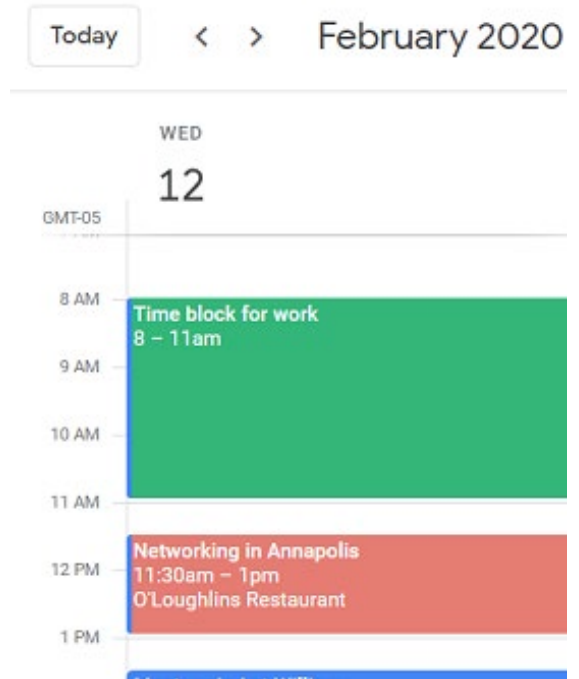 Today < > February 2020
WED
12
GMT-05
8 AM
Time block for work
8 – 11am
9 AM
10 AM
11 AM
Networking in Annapolis
12 PM
11:30am – 1pm
O'Loughlins Restaurant
1 PM